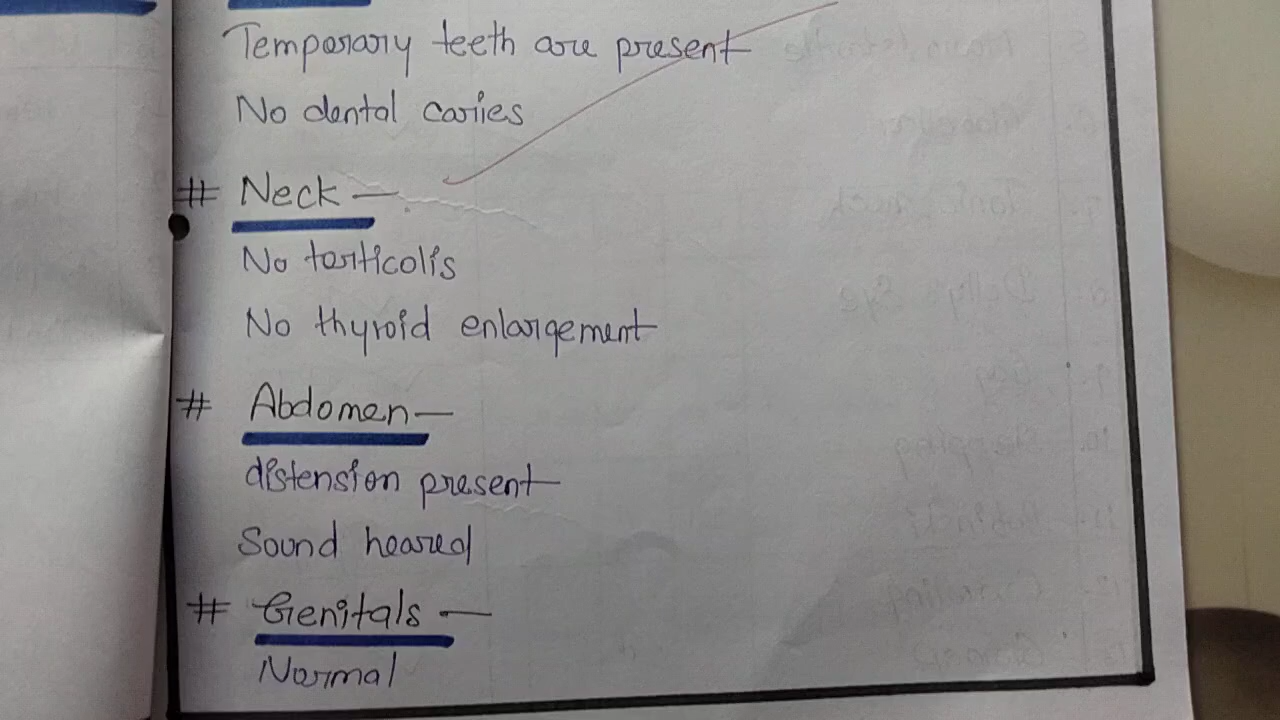 Temporary teeth are present
No dental caries
# Neck —
No torticolis
No thyroid enlargement
# Abdomen —
distension present
Sound heared
# Genitals —
Normal